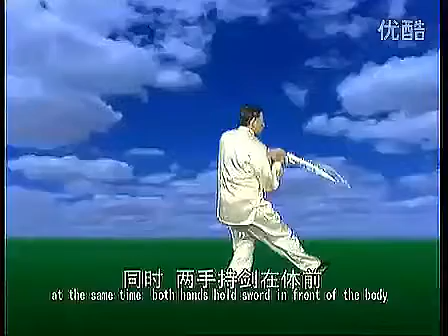 优酷
同时 两手持剑在体前
at the same time both hands hold sword in front of the body